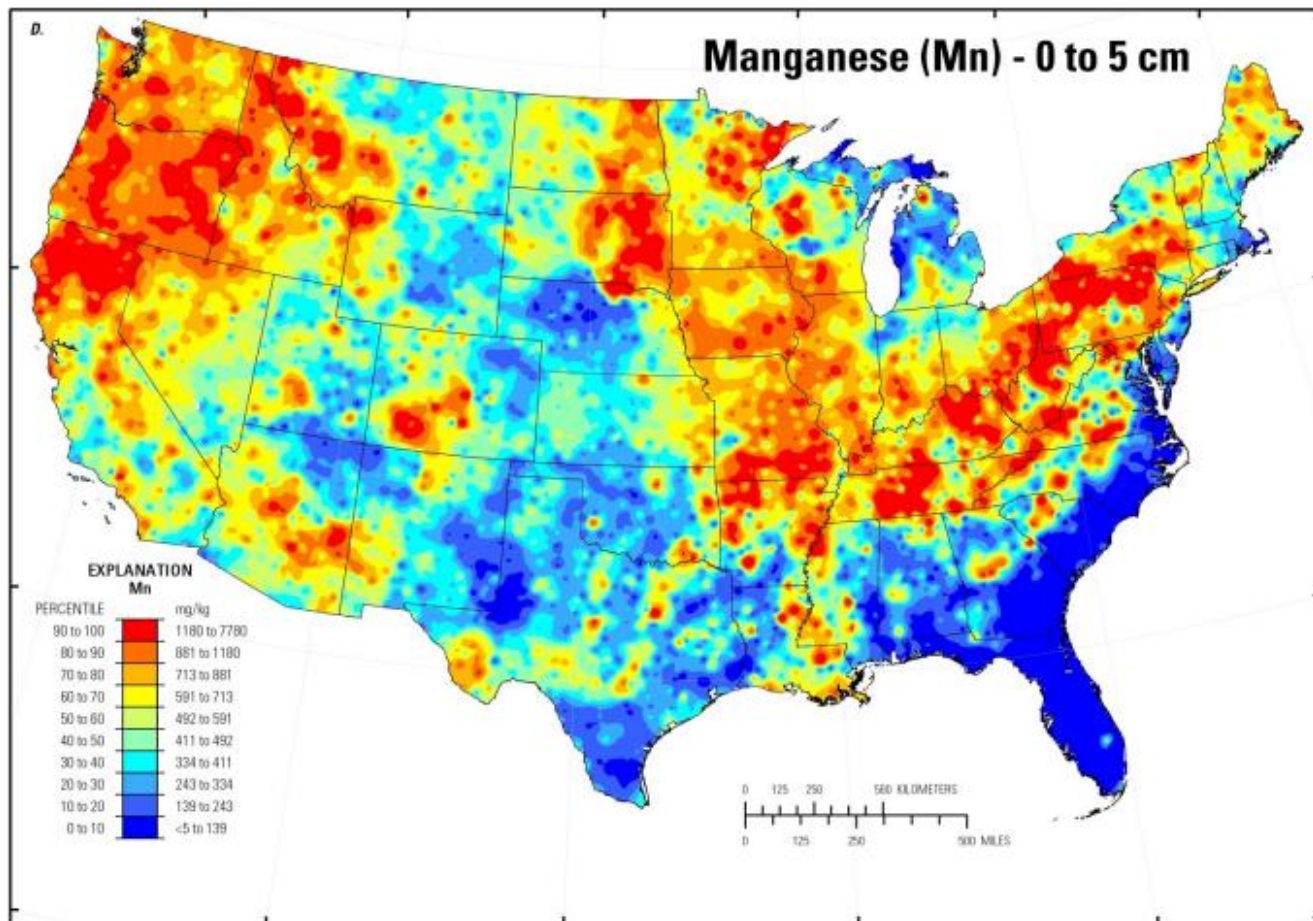 D.
Manganese (Mn) - 0 to 5 cm
EXPLANATION
Mn
PERCENTILE mg/kg
90 to 100 1180 to 7780
80 to 90 881 to 1180
70 to 80 713 to 881
60 to 70 591 to 713
50 to 60 492 to 591
40 to 50 411 to 492
30 to 40 334 to 411
20 to 30 243 to 334
10 to 20 139 to 243
0 to 10 <5 to 139
0 125 250 500 KILOMETERS
0 125 250 500 MILES